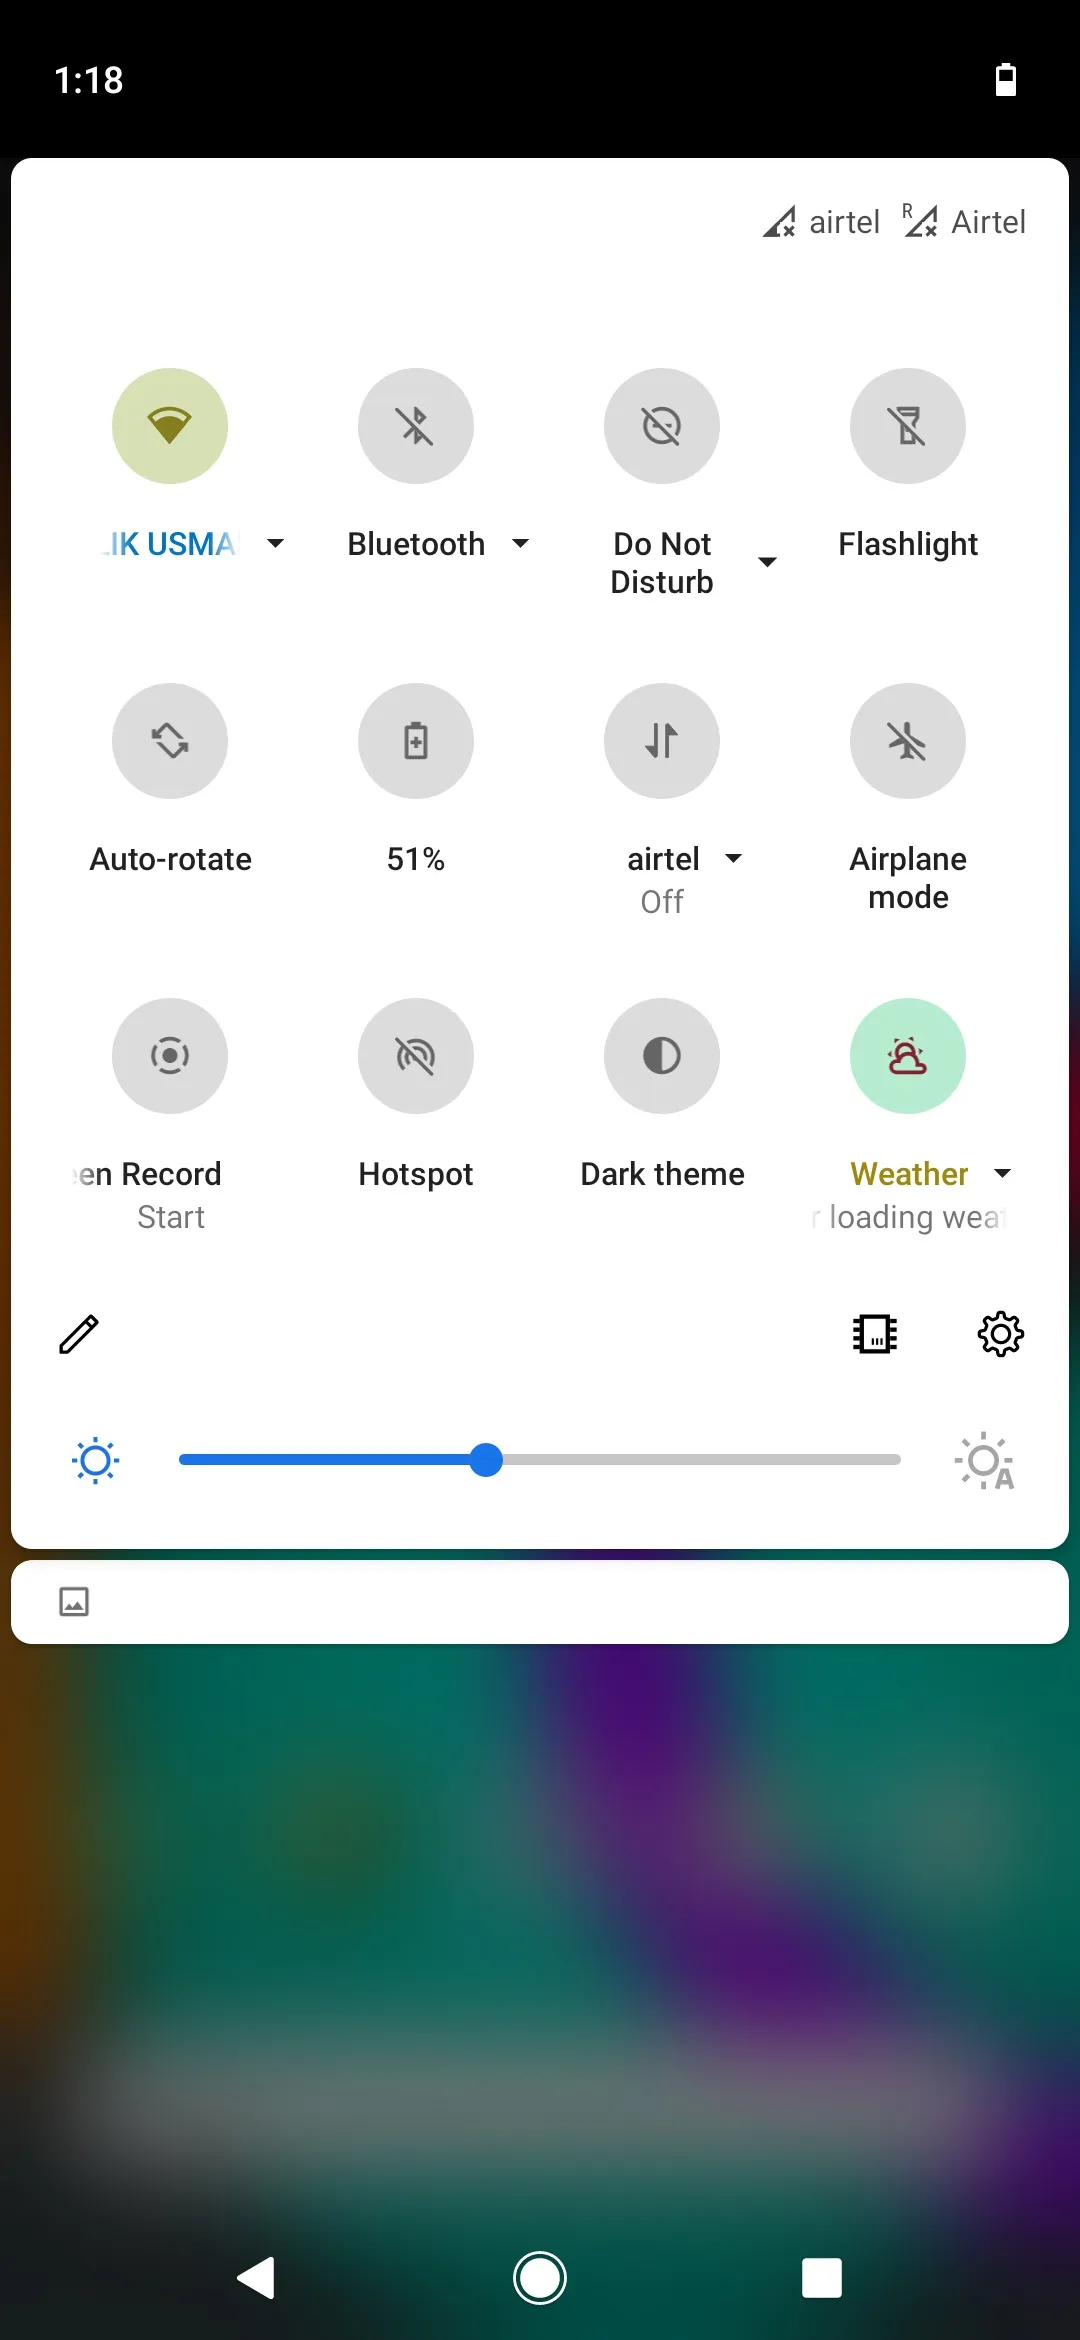 1:18
airtel R Airtel
IK USMA
Bluetooth
Do Not
Disturb
Flashlight
Auto-rotate
51%
airtel
Off
Airplane
mode
en Record
Start
Hotspot
Dark theme
Weather
r loading weat
A